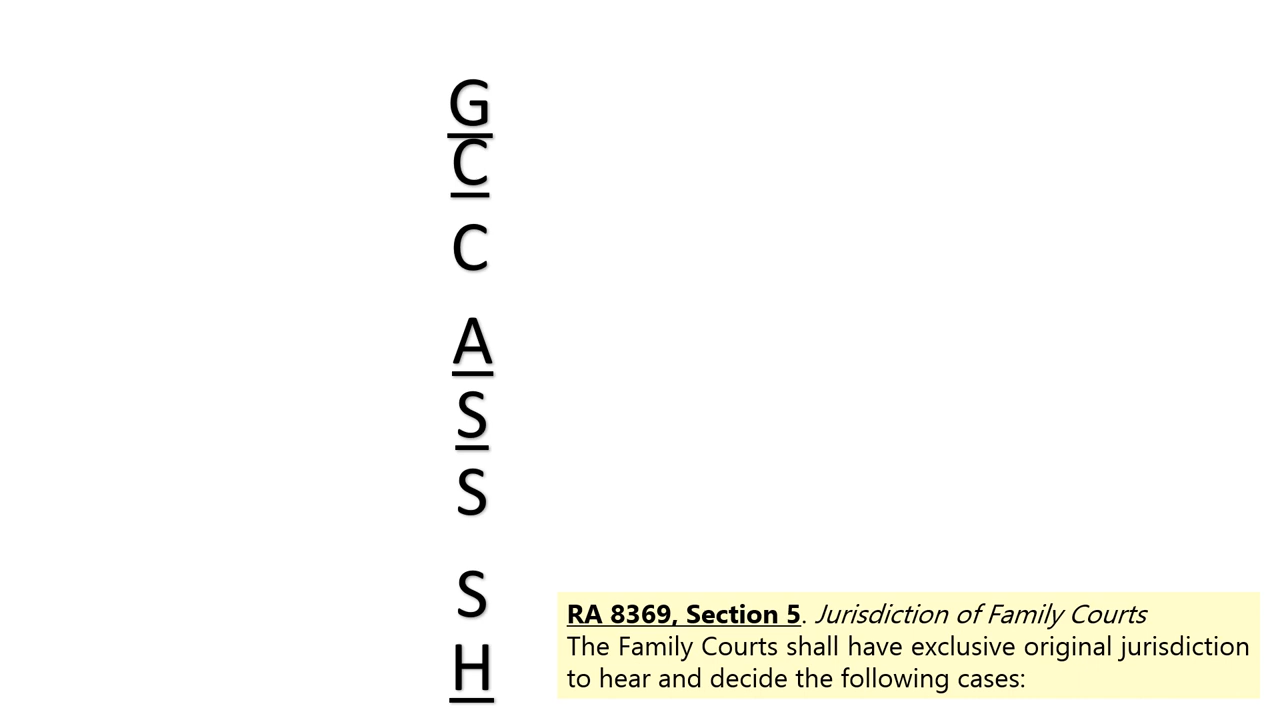 G
C
C
A
S
S
S
H
RA 8369, Section 5. Jurisdiction of Family Courts
The Family Courts shall have exclusive original jurisdiction
to hear and decide the following cases: